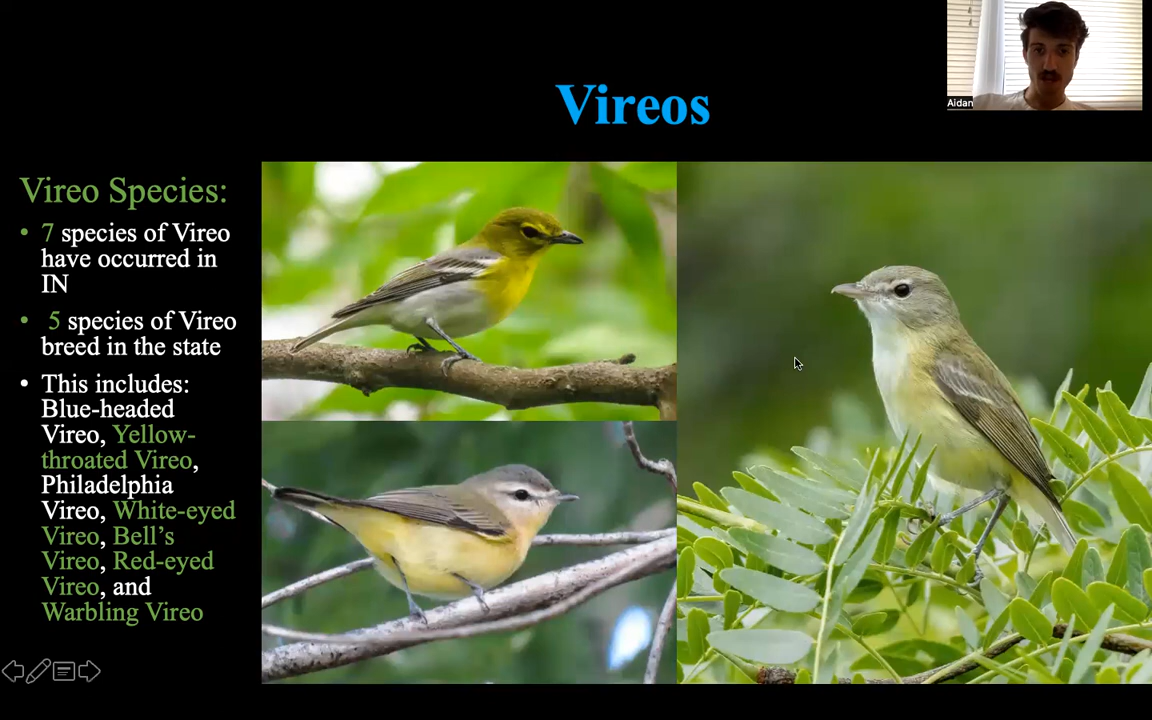 Aidan
Vireos
Vireo Species:
• 7 species of Vireo
have occurred in
IN
• 5 species of Vireo
breed in the state
• This includes:
Blue-headed
Vireo, Yellow-
throated Vireo,
Philadelphia
Vireo, White-eyed
Vireo, Bell's
Vireo, Red-eyed
Vireo, and
Warbling Vireo